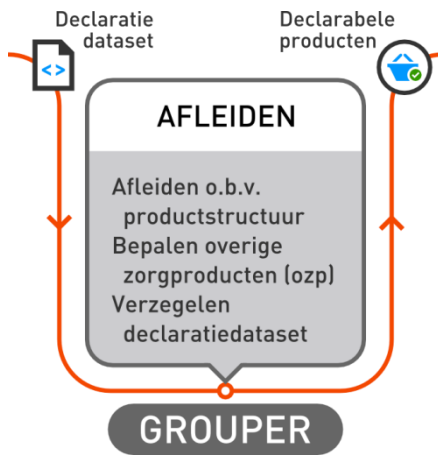 Declaratie
dataset
Declarabele
producten
<>
AFLEIDEN
Afleiden o.b.v.
productstructuur
Bepalen overige
zorgproducten (ozp)
Verzegelen
declaratiedataset
GROUPER